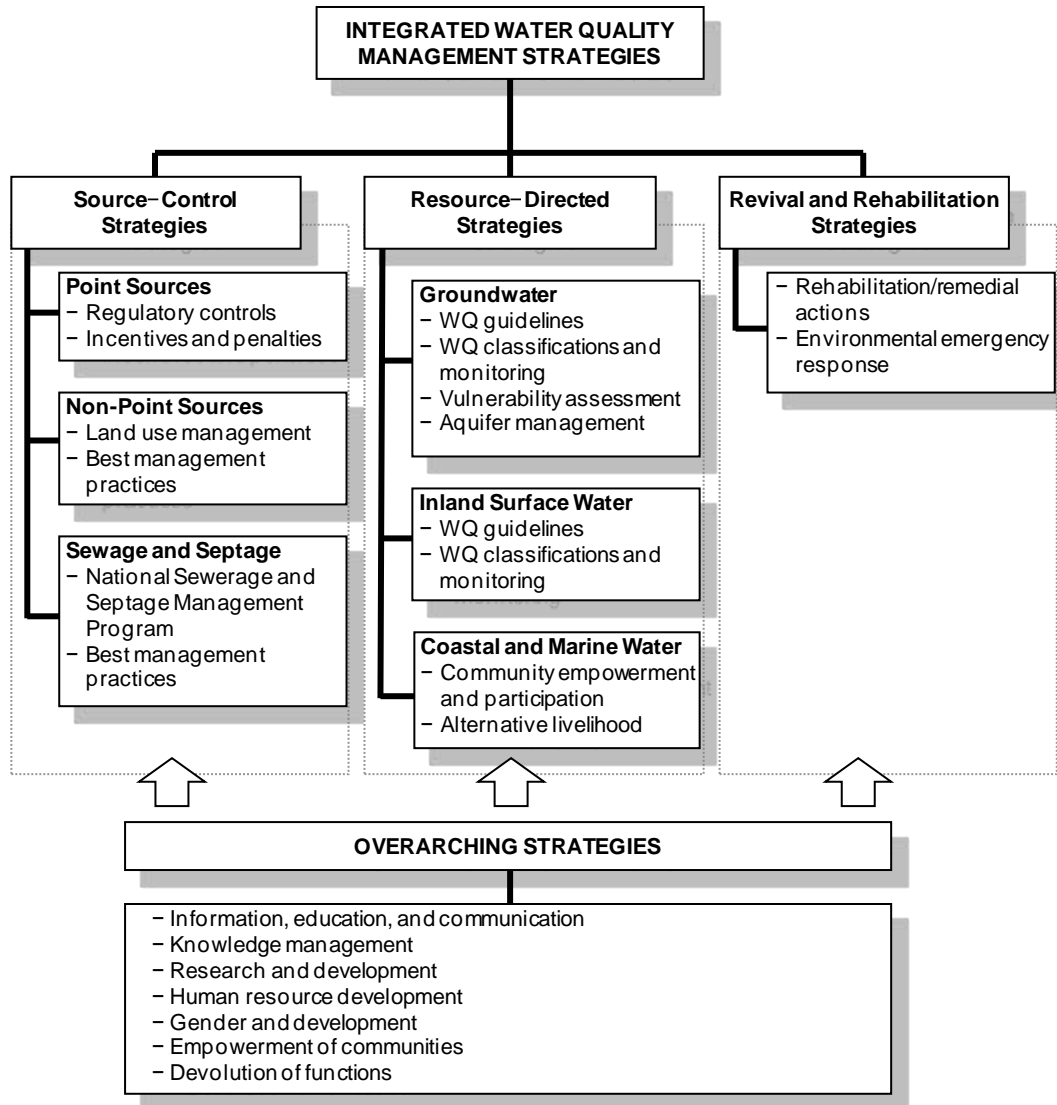 INTEGRATED WATER QUALITY
MANAGEMENT STRATEGIES
Source–Control
Strategies
Point Sources
– Regulatory controls
– Incentives and penalties
Non-Point Sources
– Land use management
– Best management
practices
Sewage and Septage
– National Sewerage and
Septage Management
Program
– Best management
practices
Resource–Directed
Strategies
Groundwater
– WQ guidelines
– WQ classifications and
monitoring
– Vulnerability assessment
– Aquifer management
Inland Surface Water
– WQ guidelines
– WQ classifications and
monitoring
Coastal and Marine Water
– Community empowerment
and participation
– Alternative livelihood
Revival and Rehabilitation
Strategies
– Rehabilitation/remedial
actions
– Environmental emergency
response
OVERARCHING STRATEGIES
– Information, education, and communication
– Knowledge management
– Research and development
– Human resource development
– Gender and development
– Empowerment of communities
– Devolution of functions